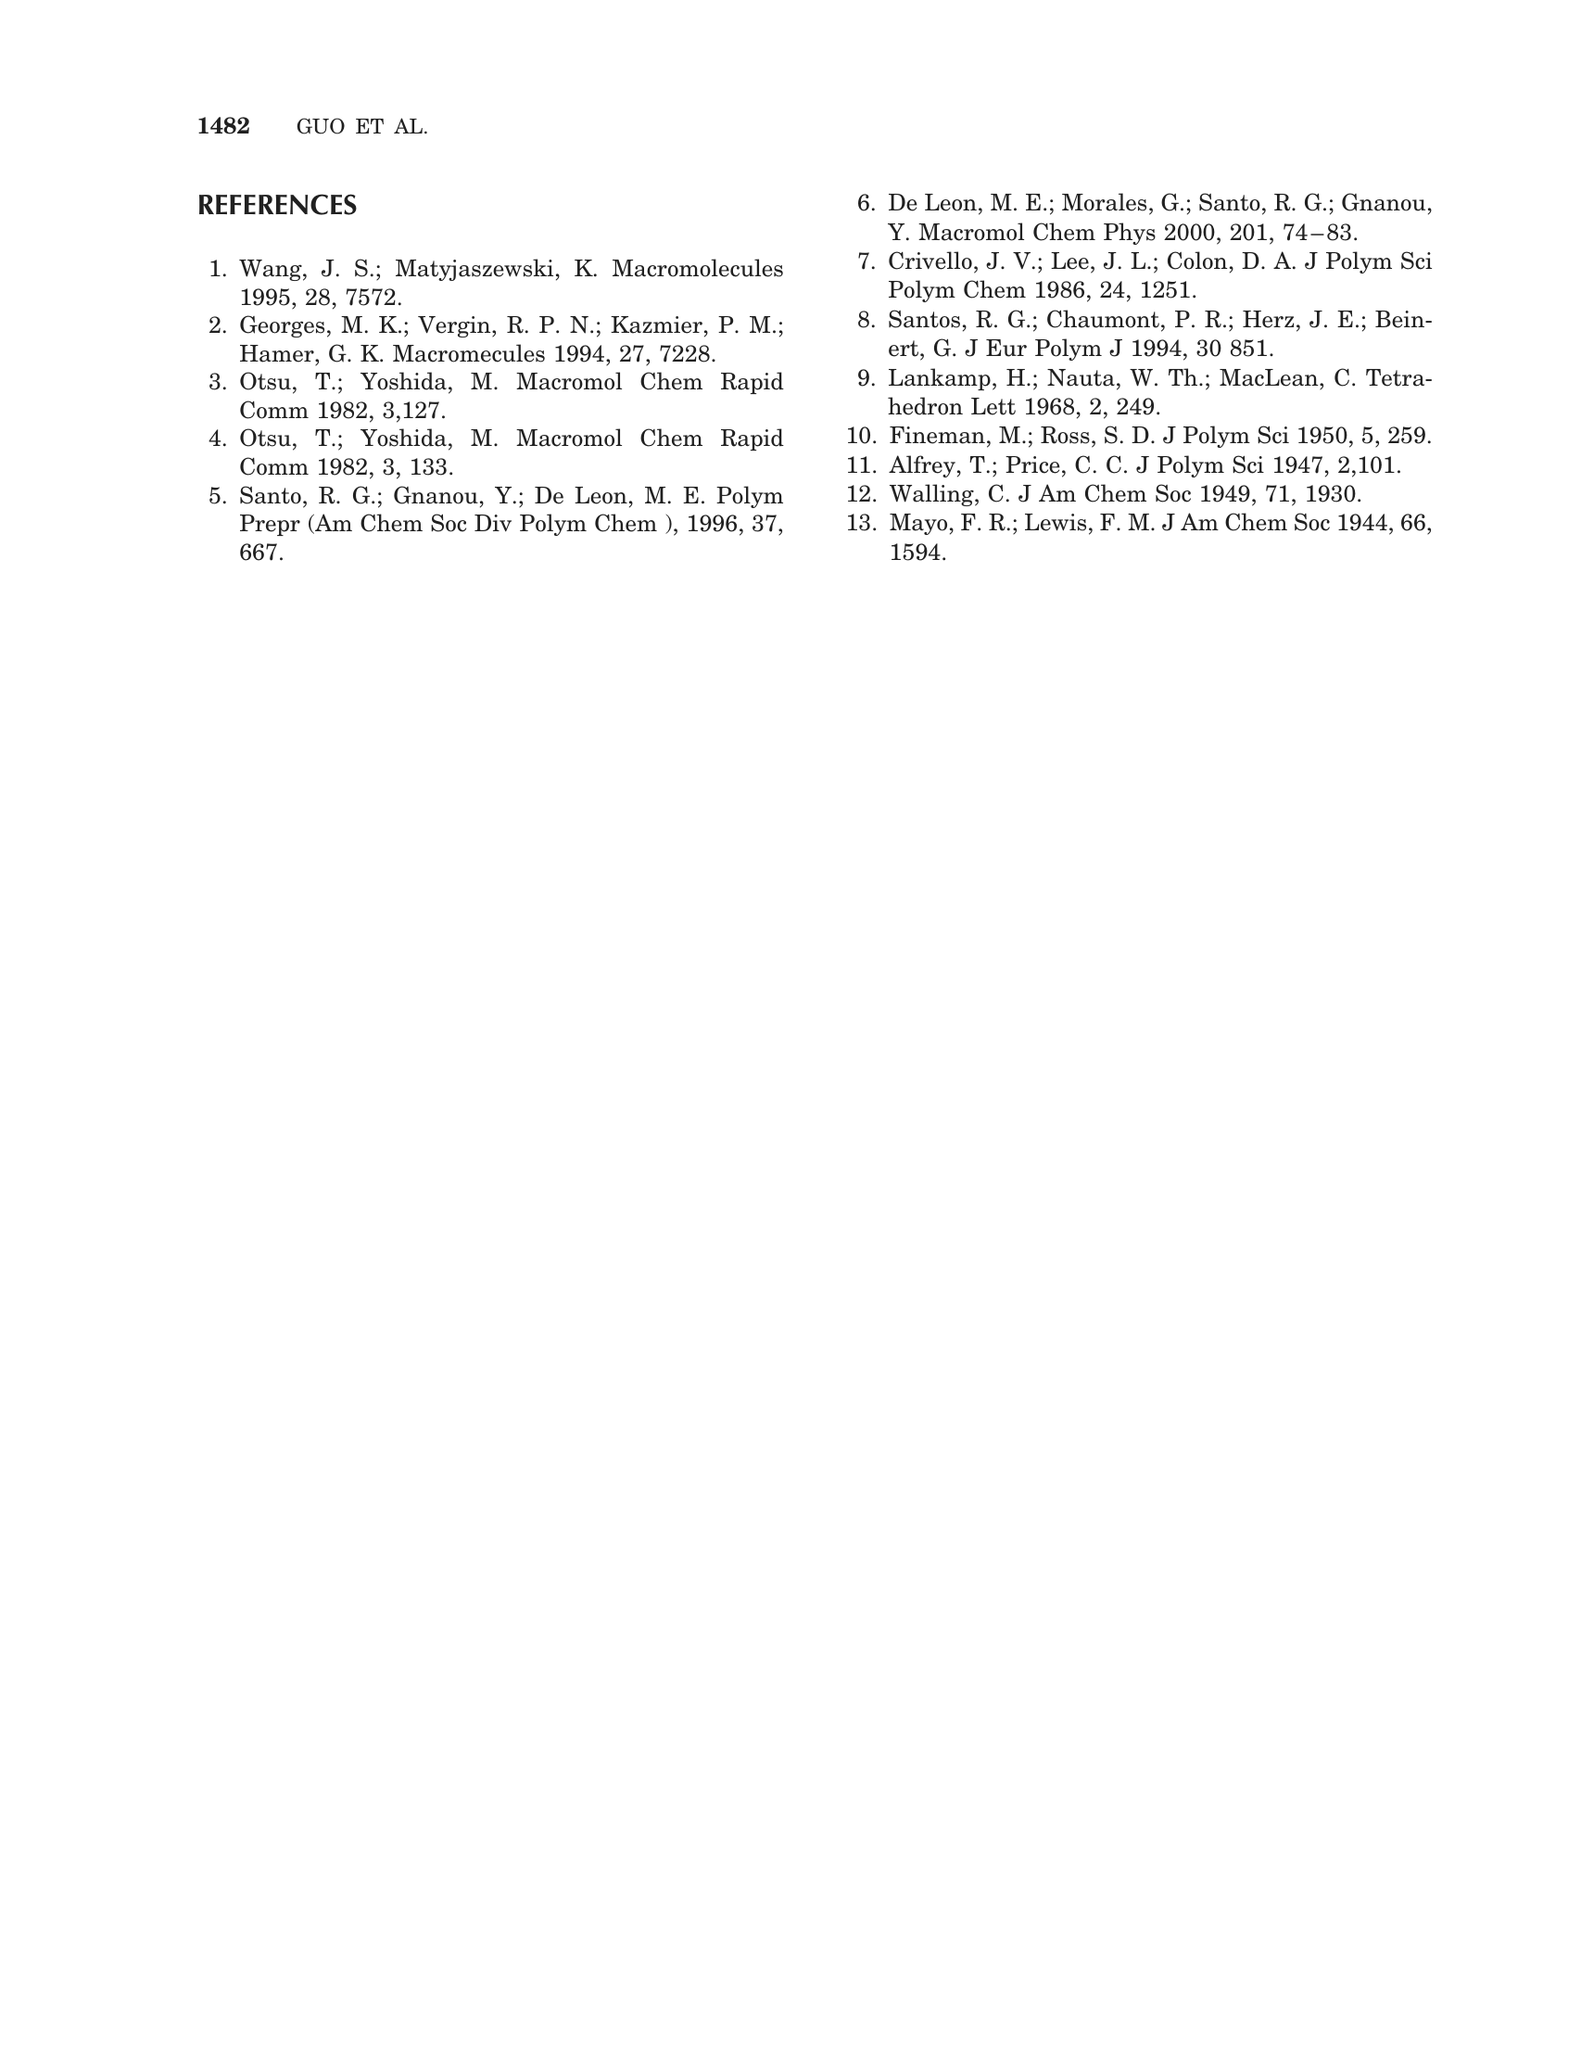 1482 GUO ET AL.
REFERENCES
1. Wang, J. S.; Matyjaszewski, K. Macromolecules
1995, 28, 7572.
2. Georges, M. K.; Vergin, R. P. N.; Kazmier, P. M.;
Hamer, G. K. Macromecules 1994, 27, 7228.
3. Otsu, T.; Yoshida, M. Macromol Chem Rapid
Comm 1982, 3,127.
4. Otsu, T.; Yoshida, M. Macromol Chem Rapid
Comm 1982, 3, 133.
5. Santo, R. G.; Gnanou, Y.; De Leon, M. E. Polym
Prepr (Am Chem Soc Div Polym Chem ), 1996, 37,
667.
6. De Leon, M. E.; Morales, G.; Santo, R. G.; Gnanou,
Y. Macromol Chem Phys 2000, 201, 74–83.
7. Crivello, J. V.; Lee, J. L.; Colon, D. A. J Polym Sci
Polym Chem 1986, 24, 1251.
8. Santos, R. G.; Chaumont, P. R.; Herz, J. E.; Bein-
ert, G. J Eur Polym J 1994, 30 851.
9. Lankamp, H.; Nauta, W. Th.; MacLean, C. Tetra-
hedron Lett 1968, 2, 249.
10. Fineman, M.; Ross, S. D. J Polym Sci 1950, 5, 259.
11. Alfrey, T.; Price, C. C. J Polym Sci 1947, 2,101.
12. Walling, C. J Am Chem Soc 1949, 71, 1930.
13. Mayo, F. R.; Lewis, F. M. J Am Chem Soc 1944, 66,
1594.